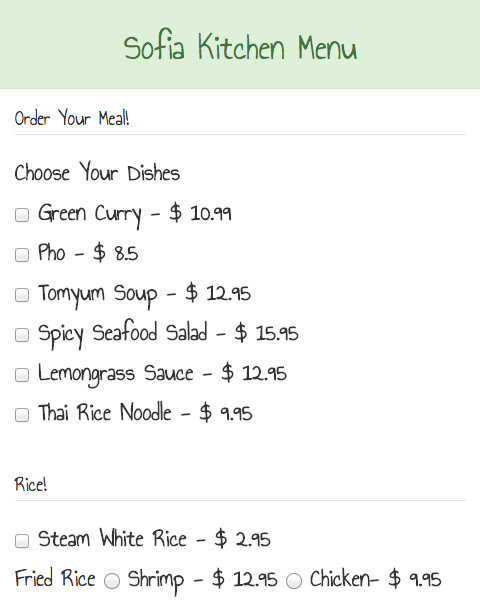 Sofia Kitchen Menu
Order Your Meal!
Choose Your Dishes
Green Curry - $ 10.99
Pho - $ 8.5
Tomyum Soup - $ 12.95
Spicy Seafood Salad - $ 15.95
Lemongrass Sauce - $ 12.95
Thai Rice Noodle - $ 9.95
Rice!
Steam White Rice - $ 2.95
Fried Rice Shrimp - $ 12.95 Chicken- $ 9.95